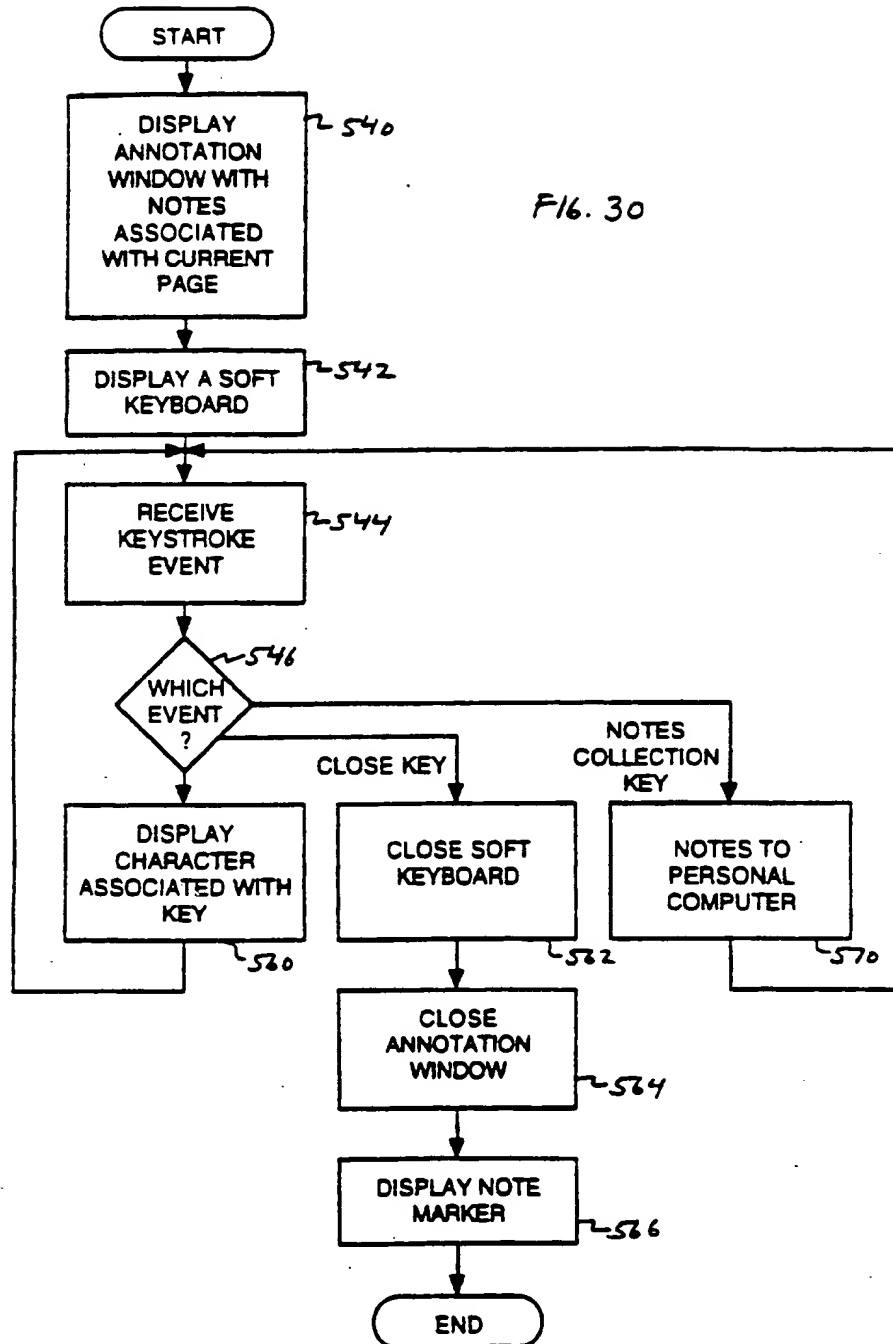 START
DISPLAY
ANNOTATION
WINDOW WITH
NOTES
ASSOCIATED
WITH CURRENT
PAGE
540
FIG. 30
DISPLAY A SOFT
KEYBOARD
542
RECEIVE
KEYSTROKE
EVENT
544
WHICH
EVENT
?
546
CLOSE KEY
NOTES
COLLECTION
KEY
DISPLAY
CHARACTER
ASSOCIATED WITH
KEY
560
CLOSE SOFT
KEYBOARD
562
NOTES TO
PERSONAL
COMPUTER
570
CLOSE
ANNOTATION
WINDOW
564
DISPLAY NOTE
MARKER
566
END